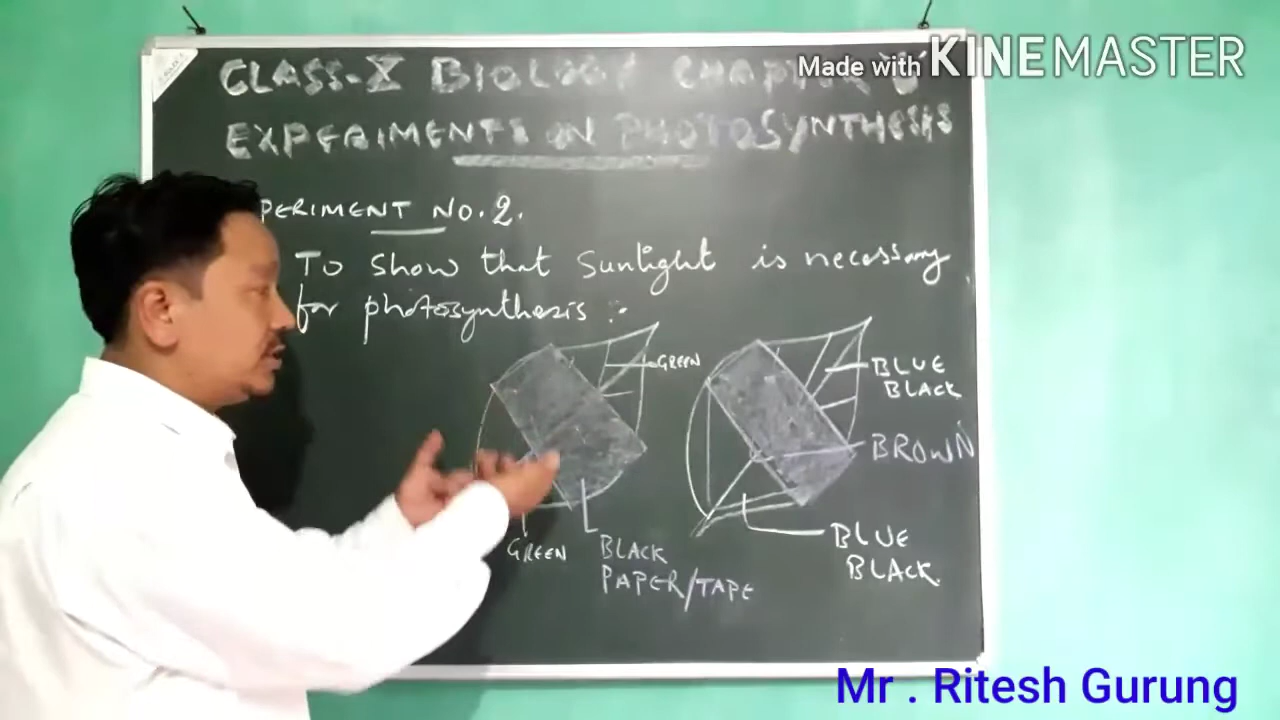 Made with KINEMASTER
CLASS-X BIOLOGY
EXPERIMENTS ON PHOTOSYNTHESIS
PERIMENT NO.2.
To show that sunlight is necessary
for photosynthesis :-
GREEN
BLUE
BLACK
BROWN
GREEN
BLACK
PAPER/TAPE
BLUE
BLACK
Mr . Ritesh Gurung